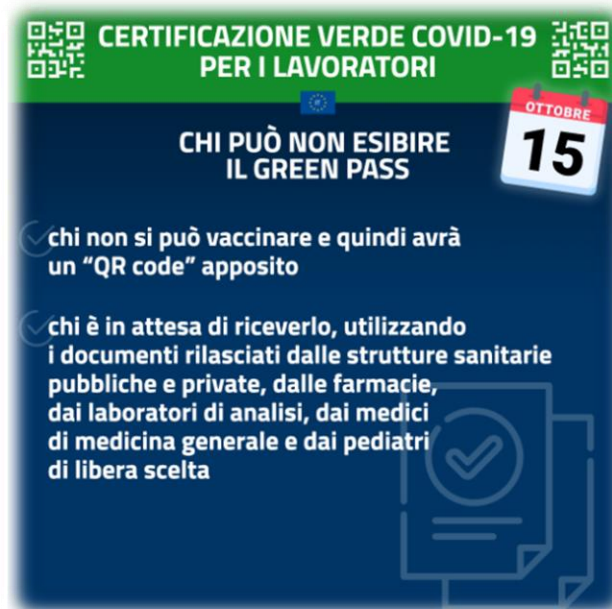 CERTIFICAZIONE VERDE COVID-19
PER I LAVORATORI
OTTOBRE
15
CHI PUÒ NON ESIBIRE
IL GREEN PASS
chi non si può vaccinare e quindi avrà
un “QR code” apposito
chi è in attesa di riceverlo, utilizzando
i documenti rilasciati dalle strutture sanitarie
pubbliche e private, dalle farmacie,
dai laboratori di analisi, dai medici
di medicina generale e dai pediatri
di libera scelta